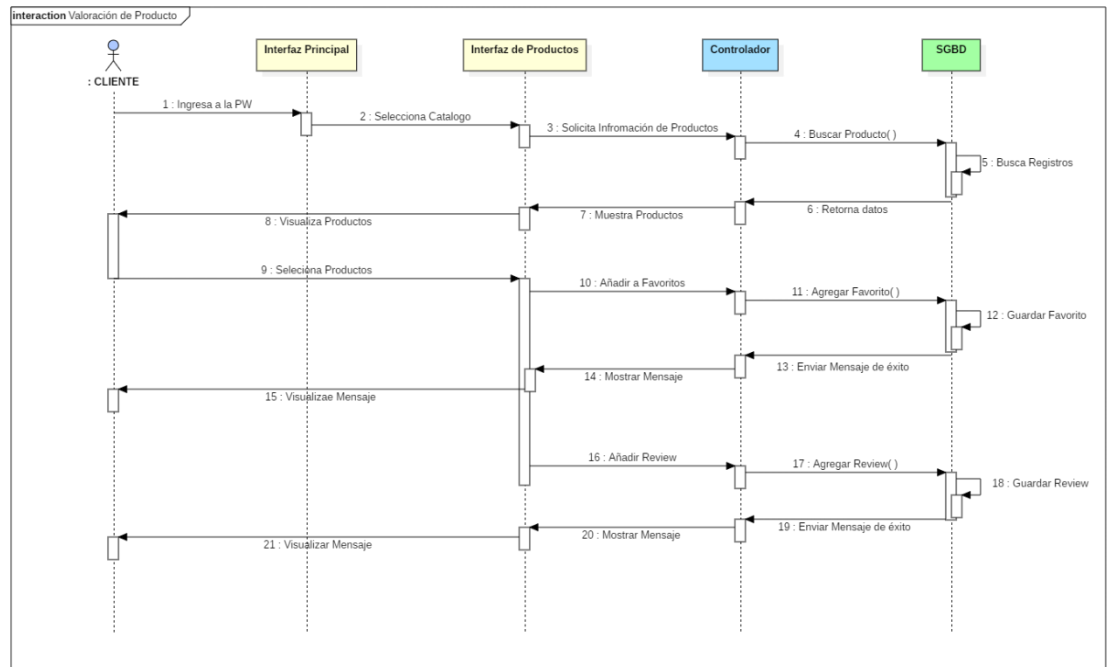 interaction Valoración de Producto
Interfaz Principal
Interfaz de Productos
Controlador
SGBD
: CLIENTE
1 : Ingresa a la PW
2 : Selecciona Catalogo
3 : Solicita Infromación de Productos
4 : Buscar Producto( )
5 : Busca Registros
6 : Retorna datos
7 : Muestra Productos
8 : Visualiza Productos
9 : Seleciona Productos
10 : Añadir a Favoritos
11 : Agregar Favorito( )
12 : Guardar Favorito
13 : Enviar Mensaje de éxito
14 : Mostrar Mensaje
15 : Visualizae Mensaje
16 : Añadir Review
17 : Agregar Review( )
18 : Guardar Review
19 : Enviar Mensaje de éxito
20 : Mostrar Mensaje
21 : Visualizar Mensaje